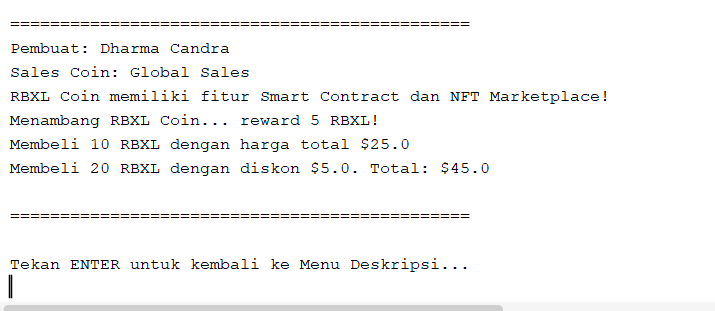 ==============================================
Pembuat: Dharma Candra
Sales Coin: Global Sales
RBXL Coin memiliki fitur Smart Contract dan NFT Marketplace!
Menambang RBXL Coin... reward 5 RBXL!
Membeli 10 RBXL dengan harga total $25.0
Membeli 20 RBXL dengan diskon $5.0. Total: $45.0
==============================================
Tekan ENTER untuk kembali ke Menu Deskripsi...